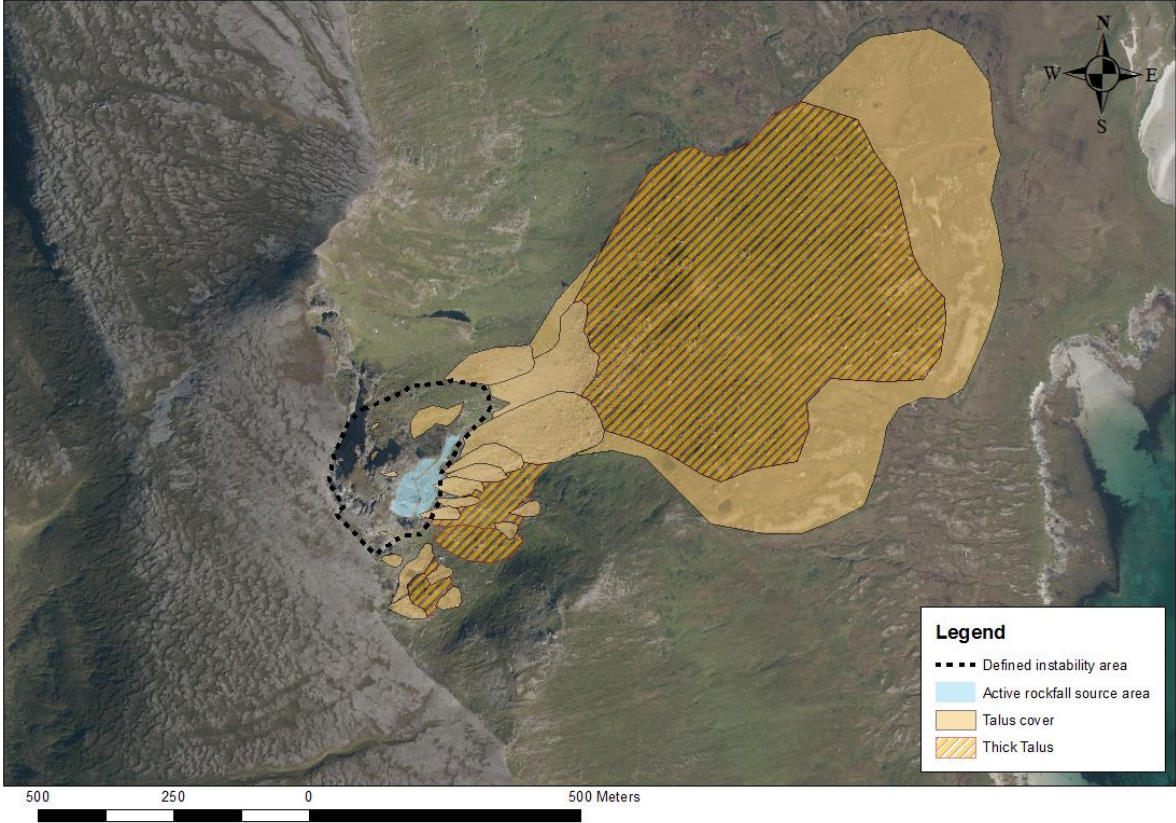 N
W E
S
Legend
Defined instability area
Active rockfall source area
Talus cover
Thick Talus
500 250 0 500 Meters